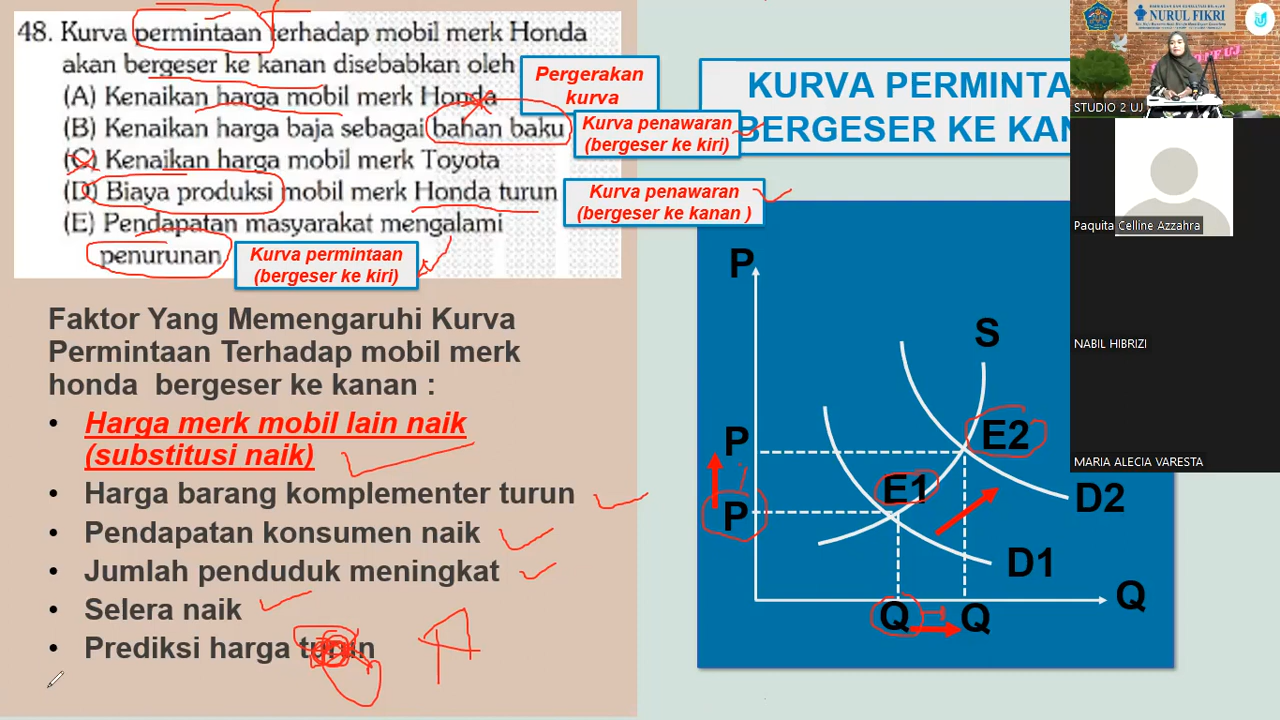 48. Kurva permintaan terhadap mobil merk Honda
akan bergeser ke kanan disebabkan oleh
(A) Kenaikan harga mobil merk Honda
(B) Kenaikan harga baja sebagai bahan baku
(C) Kenaikan harga mobil merk Toyota
(D) Biaya produksi mobil merk Honda turun
(E) Pendapatan masyarakat mengalami
penurunan
Pergerakan
kurva
Kurva penawaran
(bergeser ke kiri)
Kurva penawaran
(bergeser ke kanan )
Kurva permintaan
(bergeser ke kiri)
Faktor Yang Memengaruhi Kurva
Permintaan Terhadap mobil merk
honda bergeser ke kanan :
• Harga merk mobil lain naik
(substitusi naik)
• Harga barang komplementer turun
• Pendapatan konsumen naik
• Jumlah penduduk meningkat
• Selera naik
• Prediksi harga turun
KURVA PERMINTA
BERGESER KE KAN
P
S
P
E2
E1
P
D2
D1
Q
Q
Q
NURUL FIKRI
STUDIO 2 UJ
Paquita Celline Azzahra
NABIL HIBRIZI
MARIA ALECIA VARESTA